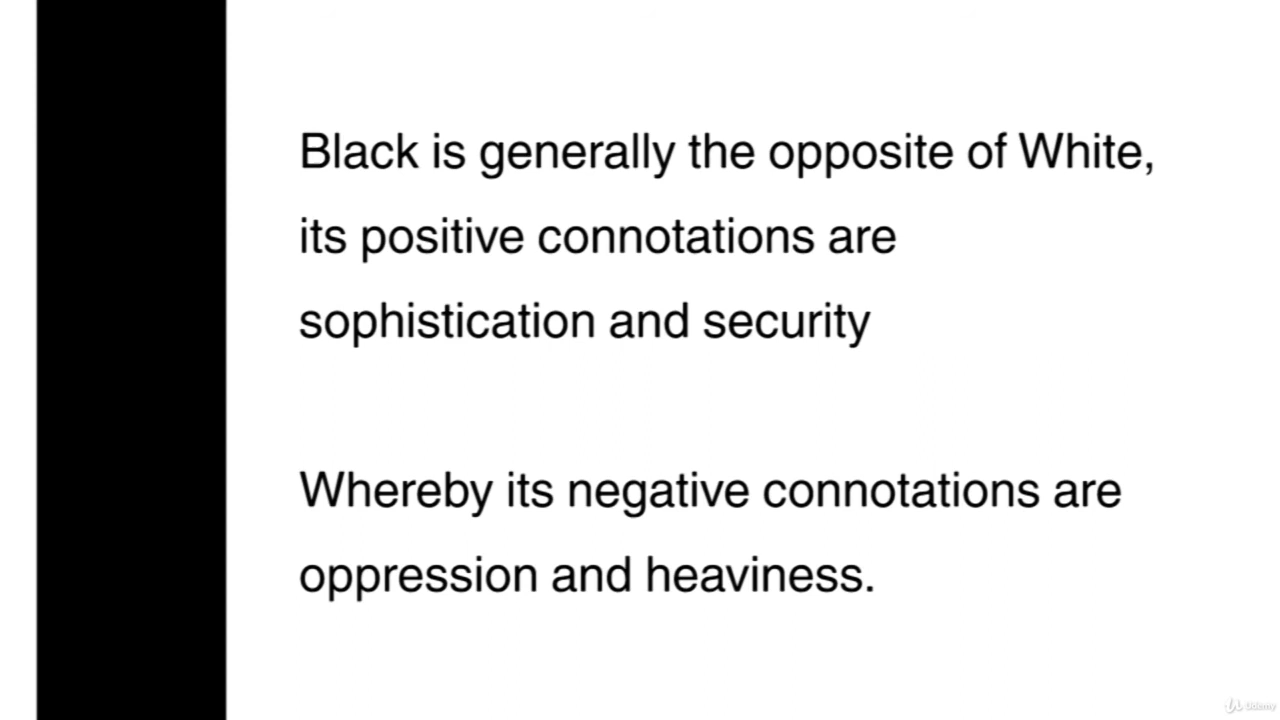 Black is generally the opposite of White,
its positive connotations are
sophistication and security
Whereby its negative connotations are
oppression and heaviness.
Udemy